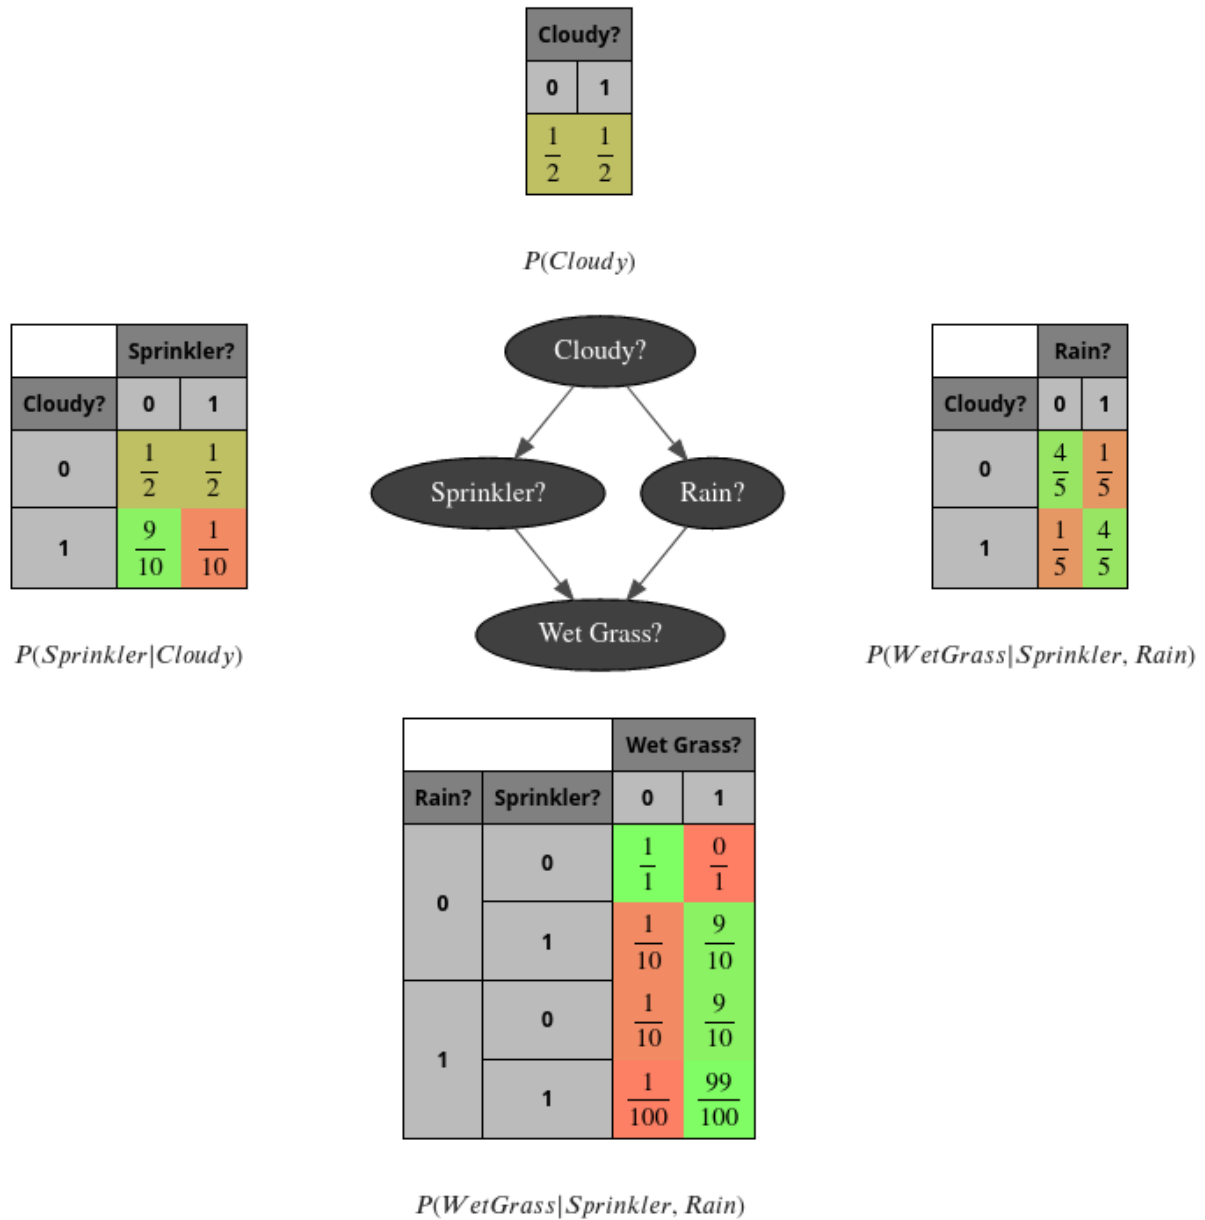 Cloudy?
0 1
1/2 1/2
P(Cloudy)
Sprinkler?
Cloudy? 0 1
0 1/2 1/2
1 9/10 1/10
P(Sprinkler|Cloudy)
Cloudy?
Sprinkler? Rain?
Wet Grass?
Rain?
Cloudy? 0 1
0 4/5 1/5
1 1/5 4/5
P(WetGrass|Sprinkler, Rain)
Wet Grass?
Rain? Sprinkler? 0 1
0 0 1/1 0/1
1 1/10 9/10
1 0 1/10 9/10
1 1/100 99/100
P(WetGrass|Sprinkler, Rain)